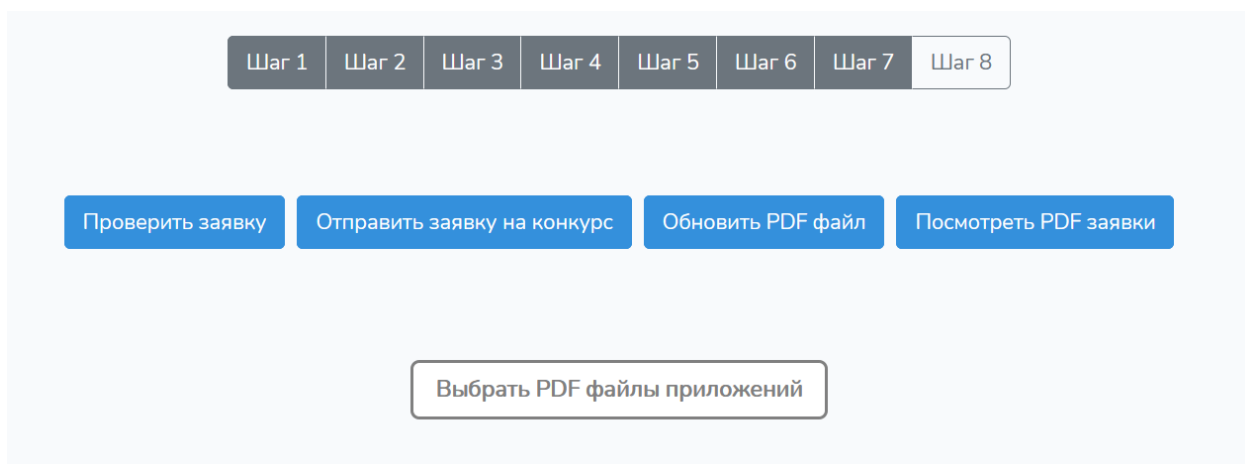 Шаг 1 Шаг 2 Шаг 3 Шаг 4 Шаг 5 Шаг 6 Шаг 7 Шаг 8
Проверить заявку Отправить заявку на конкурс Обновить PDF файл Посмотреть PDF заявки
Выбрать PDF файлы приложений